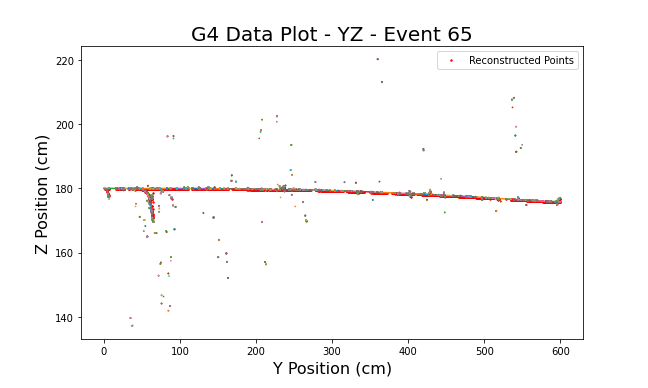 G4 Data Plot - YZ - Event 65
Reconstructed Points
220
200
180
160
140
Z Position (cm)
0 100 200 300 400 500 600
Y Position (cm)